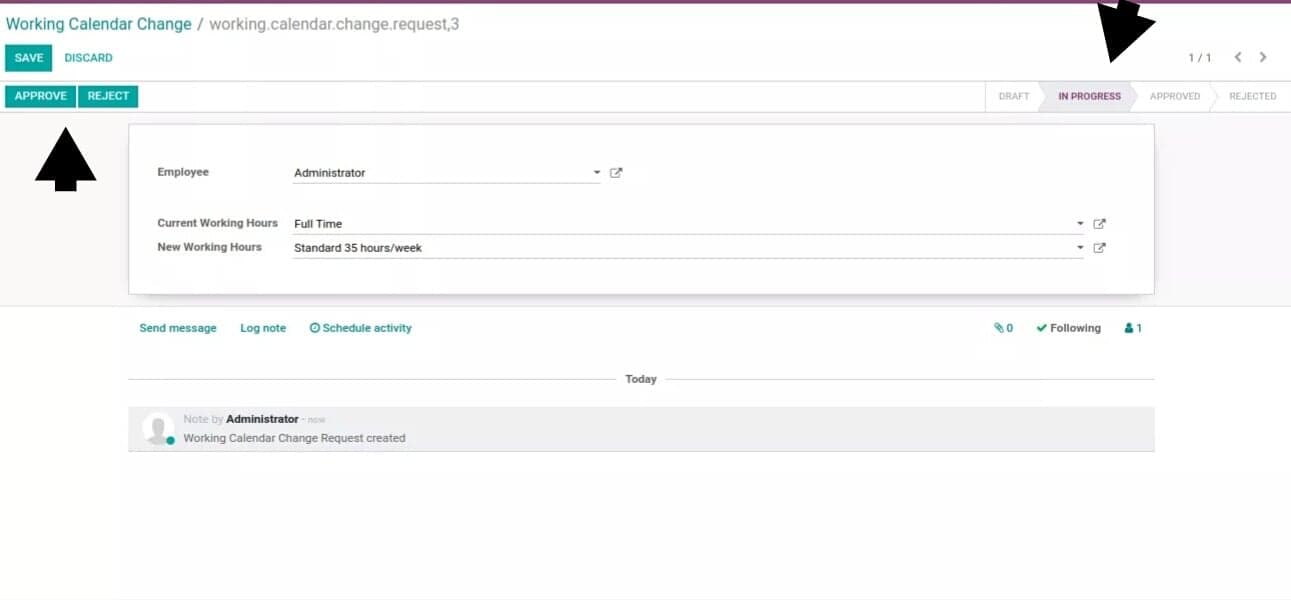 Working Calendar Change / working.calendar.change.request,3
SAVE DISCARD 1 / 1
APPROVE REJECT DRAFT IN PROGRESS APPROVED REJECTED
Employee Administrator
Current Working Hours Full Time
New Working Hours Standard 35 hours/week
Send message Log note Schedule activity 0 Following 1
Today
Note by Administrator - now
Working Calendar Change Request created